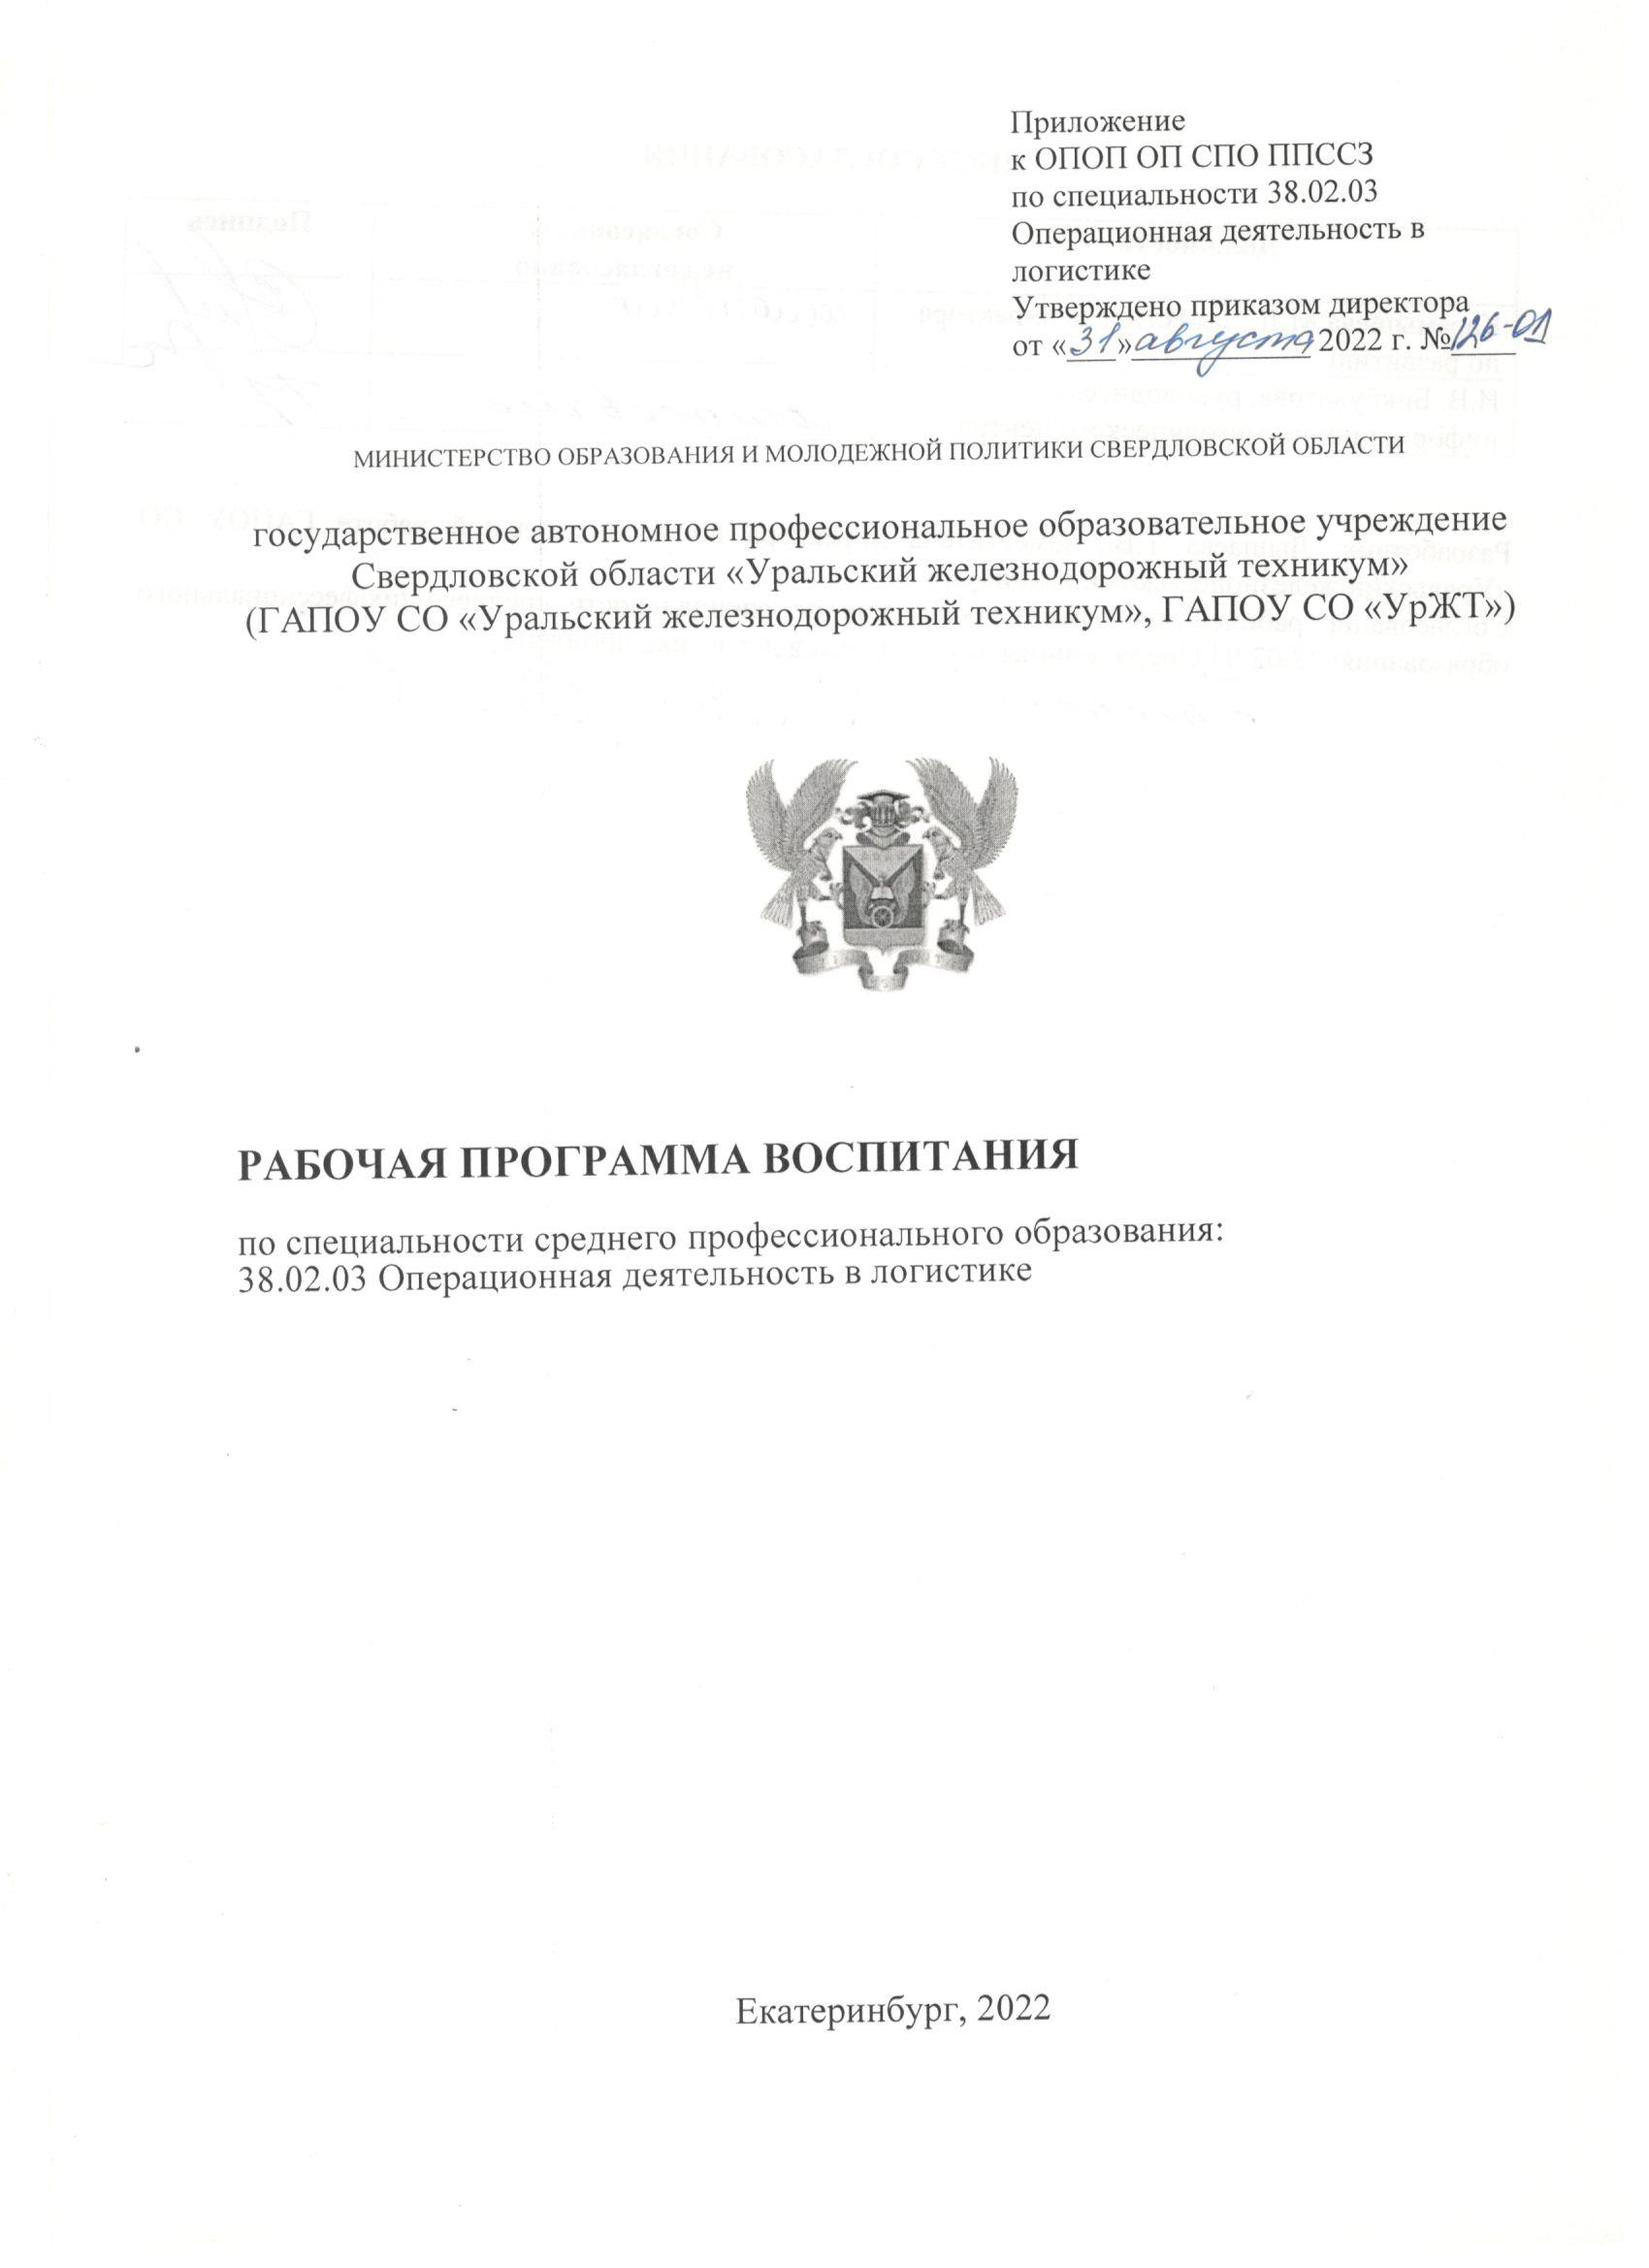 Приложение
к ОПОП ОП СПО ППССЗ
по специальности 38.02.03
Операционная деятельность в
логистике
Утверждено приказом директора
от «31» августа 2022 г. № 126-01
МИНИСТЕРСТВО ОБРАЗОВАНИЯ И МОЛОДЕЖНОЙ ПОЛИТИКИ СВЕРДЛОВСКОЙ ОБЛАСТИ
государственное автономное профессиональное образовательное учреждение
Свердловской области «Уральский железнодорожный техникум»
(ГАПОУ СО «Уральский железнодорожный техникум», ГАПОУ СО «УрЖТ»)
РАБОЧАЯ ПРОГРАММА ВОСПИТАНИЯ
по специальности среднего профессионального образования:
38.02.03 Операционная деятельность в логистике
Екатеринбург, 2022